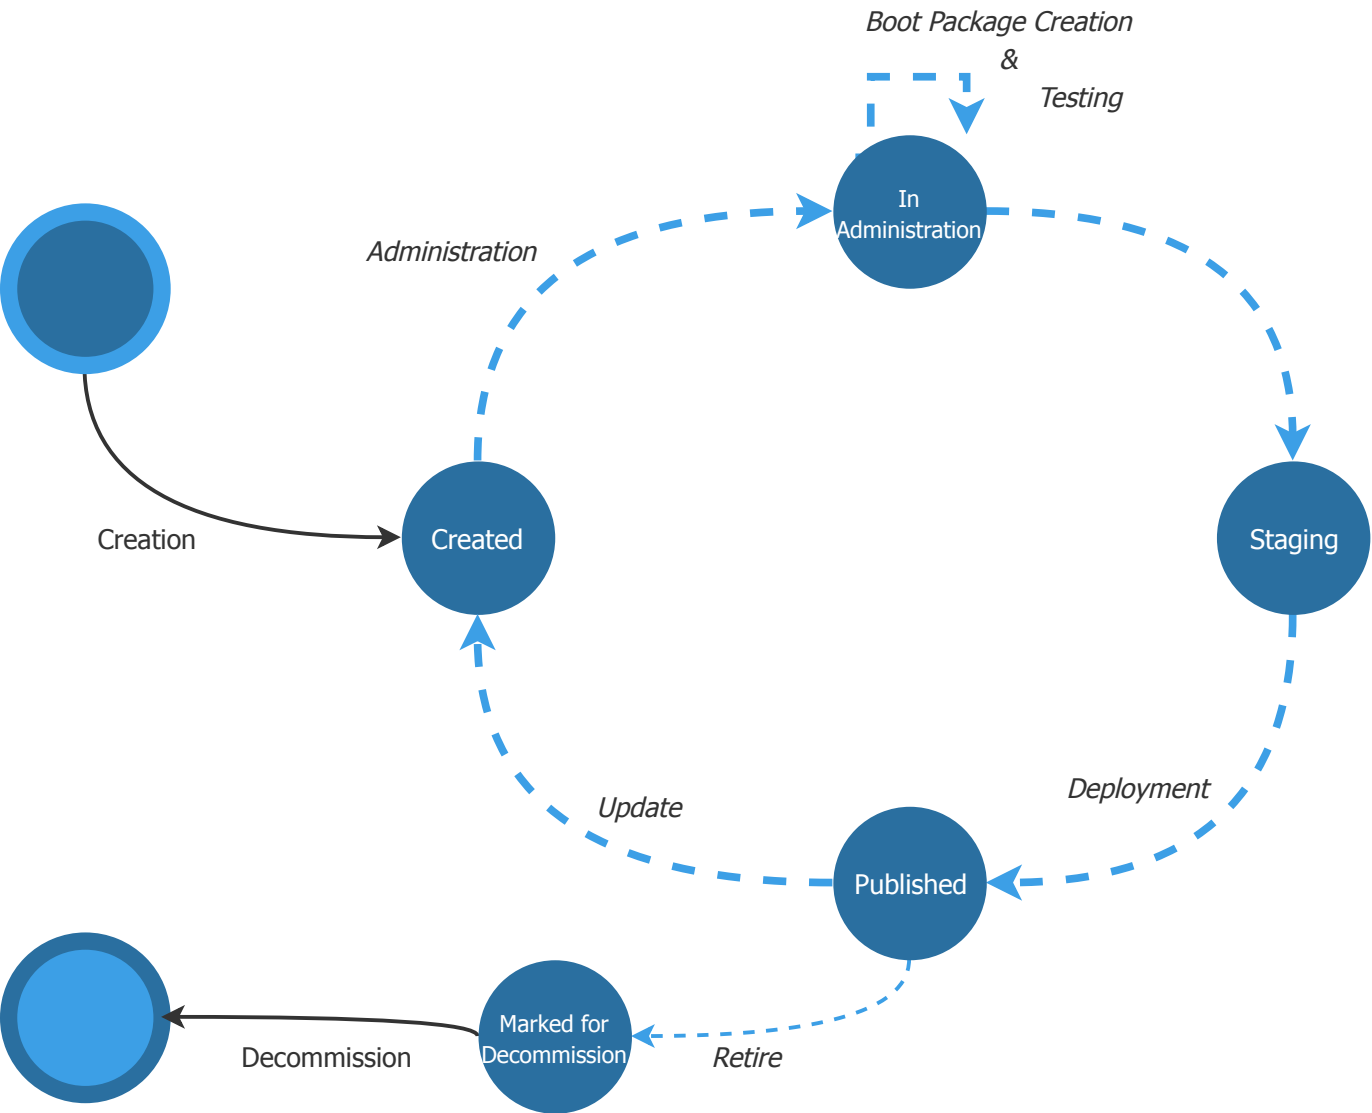 Boot Package Creation
&
Testing
In
Administration
Administration
Creation
Created
Staging
Deployment
Update
Published
Marked for
Decommission
Decommission
Retire